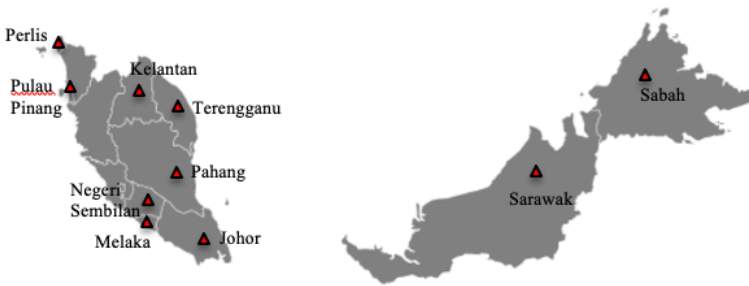 Perlis
Kelantan
Pulau
Pinang
Terengganu
Sabah
Pahang
Negeri
Sembilan
Sarawak
Melaka
Johor